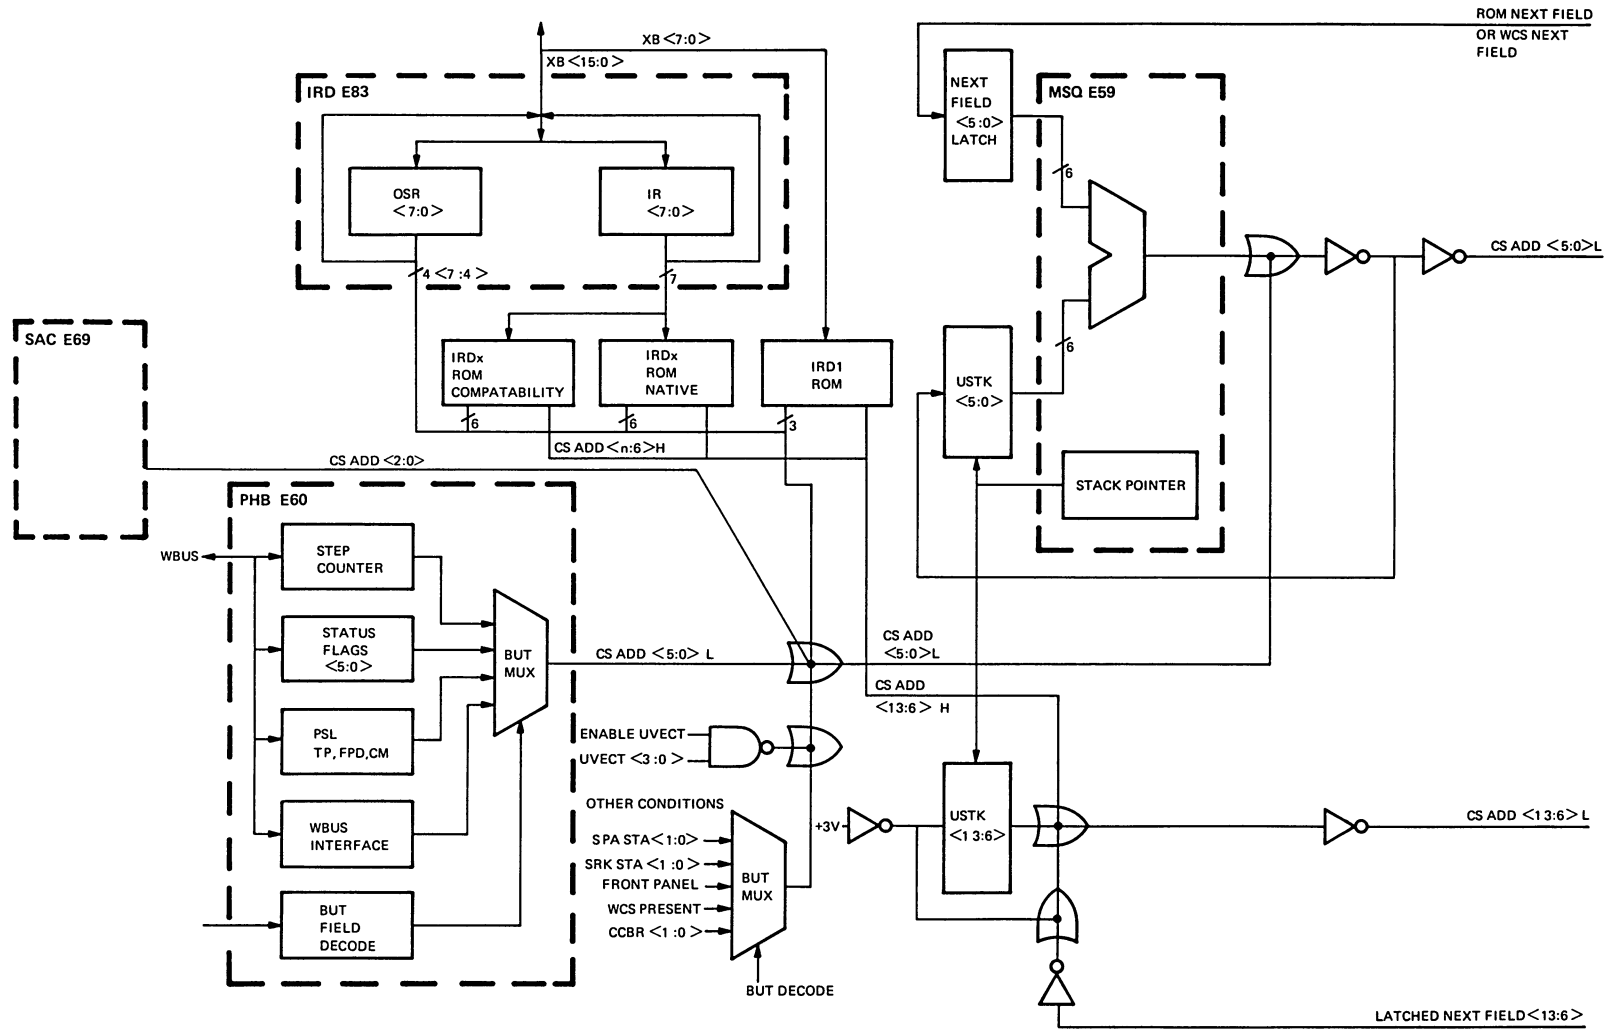 ROM NEXT FIELD
OR WCS NEXT
FIELD
XB <7:0>
XB <15:0>
IRD E83
OSR
<7:0>
IR
<7:0>
4 <7:4>
7
NEXT
FIELD
<5:0>
LATCH
MSQ E59
6
6
CS ADD <5:0>L
SAC E69
IRDx
ROM
COMPATABILITY
IRDx
ROM
NATIVE
IRD1
ROM
USTK
<5:0>
6
6
3
CS ADD <n:6>H
CS ADD <2:0>
STACK POINTER
PHB E60
WBUS
STEP
COUNTER
STATUS
FLAGS
<5:0>
PSL
TP, FPD,CM
WBUS
INTERFACE
BUT
FIELD
DECODE
BUT
MUX
CS ADD <5:0> L
CS ADD
<5:0>L
CS ADD
<13:6> H
ENABLE UVECT
UVECT <3:0>
OTHER CONDITIONS
SPA STA<1:0>
SRK STA <1:0>
FRONT PANEL
WCS PRESENT
CCBR <1:0>
BUT
MUX
BUT DECODE
+3V
USTK
<13:6>
CS ADD <13:6> L
LATCHED NEXT FIELD<13:6>